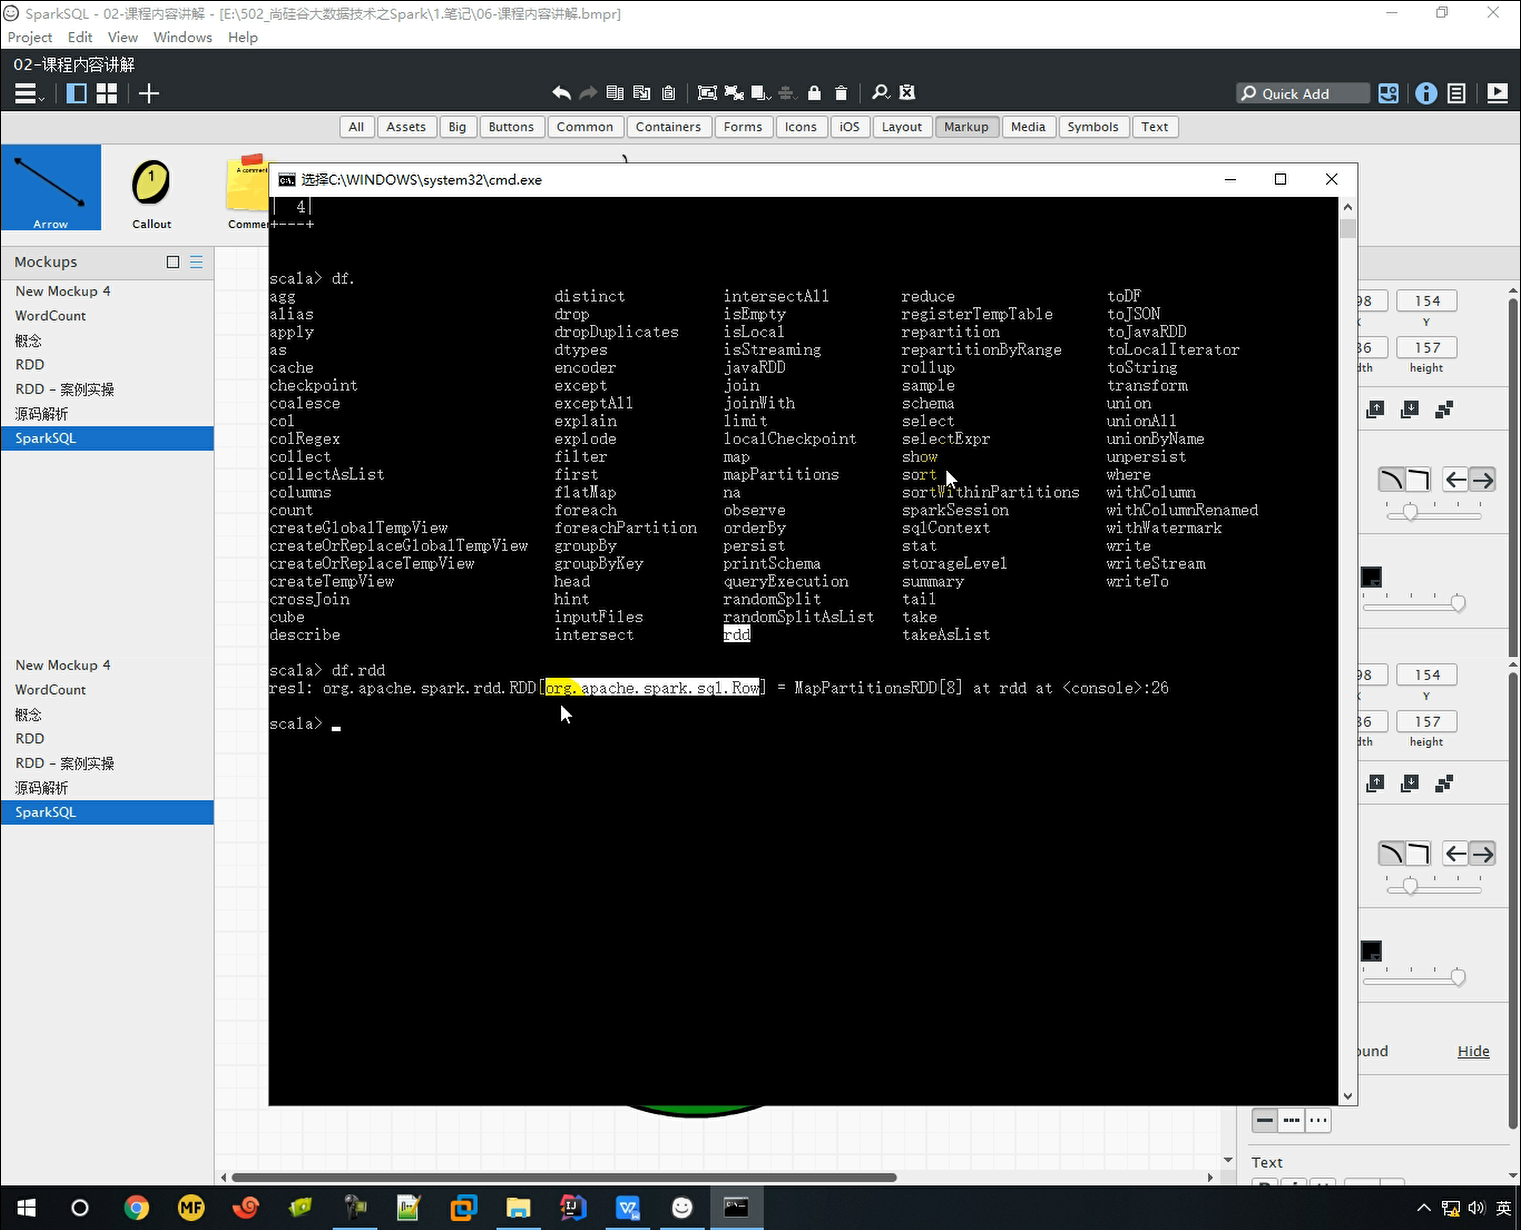 SparkSQL - 02-课程内容讲解 - [E:\502_尚硅谷大数据技术之Spark\1.笔记\06-课程内容讲解.bmpr]
Project Edit View Windows Help
02-课程内容讲解
Quick Add
All Assets Big Buttons Common Containers Forms Icons iOS Layout Markup Media Symbols Text
Arrow
1
Callout
A comment
Comme
选择C:\WINDOWS\system32\cmd.exe
Mockups
New Mockup 4
WordCount
概念
RDD
RDD - 案例实操
源码解析
SparkSQL
New Mockup 4
WordCount
概念
RDD
RDD - 案例实操
源码解析
SparkSQL
| 4|
+---+
scala> df.
agg distinct intersectAll reduce toDF
alias drop isEmpty registerTempTable toJSON
apply dropDuplicates isLocal repartition toJavaRDD
as dtypes isStreaming repartitionByRange toLocalIterator
cache encoder javaRDD rollup toString
checkpoint except join sample transform
coalesce exceptAll joinWith schema union
col explain limit select unionAll
colRegex explode localCheckpoint selectExpr unionByName
collect filter map show unpersist
collectAsList first mapPartitions sort where
columns flatMap na sortWithinPartitions withColumn
count foreach observe sparkSession withColumnRenamed
createGlobalTempView foreachPartition orderBy sqlContext withWatermark
createOrReplaceGlobalTempView groupBy persist stat write
createOrReplaceTempView groupByKey printSchema storageLevel writeStream
createTempView head queryExecution summary writeTo
crossJoin hint randomSplit tail
cube inputFiles randomSplitAsList take
describe intersect rdd takeAsList
scala> df.rdd
res1: org.apache.spark.rdd.RDD[org.apache.spark.sql.Row] = MapPartitionsRDD[8] at rdd at <console>:26
scala>
98 154
X Y
36 157
dth height
98 154
Y
36 157
dth height
ound Hide
Text
英